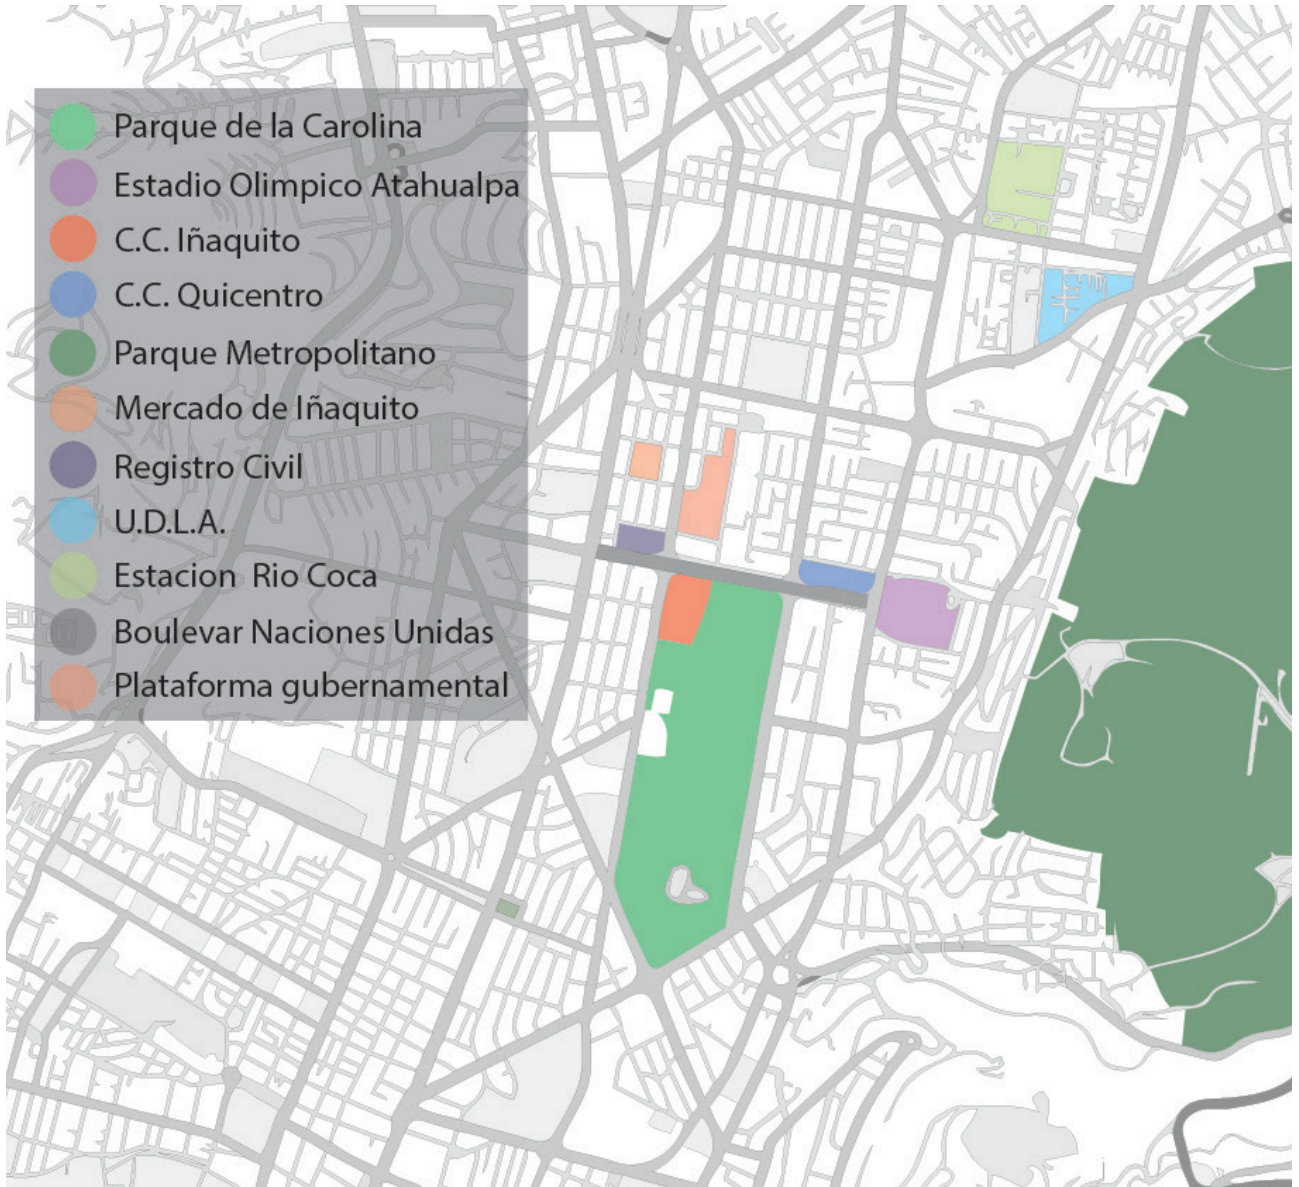 Parque de la Carolina
Estadio Olimpico Atahualpa
C.C. Iñaquito
C.C. Quicentro
Parque Metropolitano
Mercado de Iñaquito
Registro Civil
U.D.L.A.
Estacion Rio Coca
Boulevar Naciones Unidas
Plataforma gubernamental